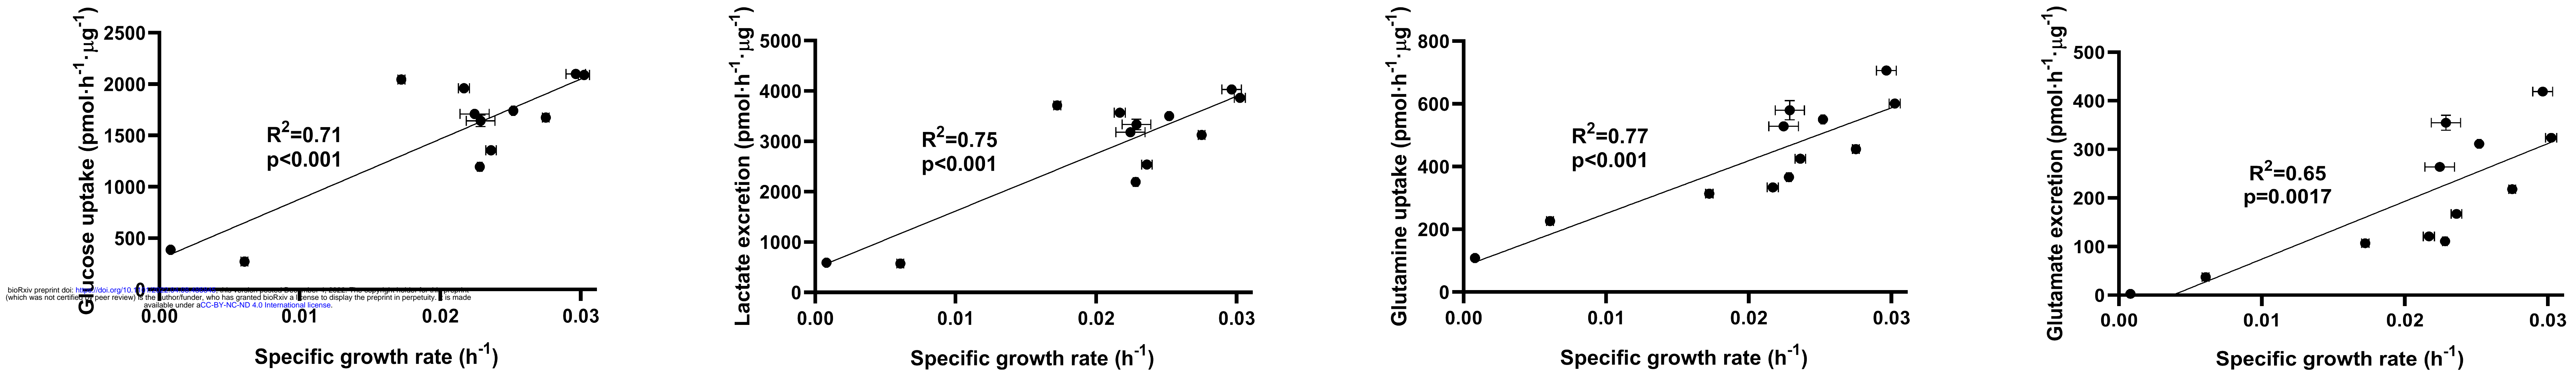 Glucose uptake (pmol·h-1·µg-1)
2500
2000
1500
1000
500
0
R2=0.71
p<0.001
0.00
0.01
0.02
0.03
Specific growth rate (h-1)
bioRxiv preprint doi:
(which was not certified by peer review) is the author/funder, who has granted bioRxiv a license to display the preprint in perpetuity. It is made
available under aCC-BY-NC-ND 4.0 International license.
Lactate excretion (pmol·h-1·µg-1)
5000
4000
3000
2000
1000
0
R2=0.75
p<0.001
0.00
0.01
0.02
0.03
Specific growth rate (h-1)
Glutamine uptake (pmol·h-1·µg-1)
800
600
400
200
0
R2=0.77
p<0.001
0.00
0.01
0.02
0.03
Specific growth rate (h-1)
Glutamate excretion (pmol·h-1·µg-1)
500
400
300
200
100
0
R2=0.65
p=0.0017
0.00
0.01
0.02
0.03
Specific growth rate (h-1)